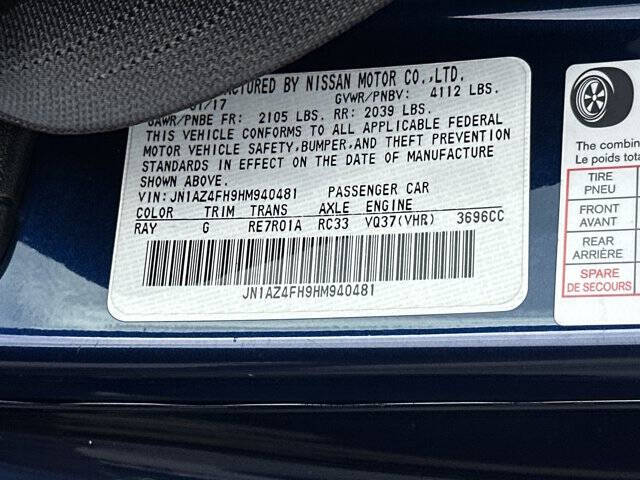 BY NISSAN MOTOR CO.,LTD.
/17 GVWR/PNBV: 4112 LBS.
GAWR/PNBE FR: 2105 LBS. RR: 2039 LBS.
THIS VEHICLE CONFORMS TO ALL APPLICABLE FEDERAL
MOTOR VEHICLE SAFETY,BUMPER,AND THEFT PREVENTION
STANDARDS IN EFFECT ON THE DATE OF MANUFACTURE
SHOWN ABOVE.
VIN:JN1AZ4FH9HM940481 PASSENGER CAR
COLOR TRIM TRANS AXLE ENGINE
RAY G RE7R01A RC33 VQ37(VHR) 3696CC
JN1AZ4FH9HM940481
The combin
Le poids tota
TIRE
PNEU
FRONT
AVANT
REAR
ARRIÈRE
SPARE
DE SECOURS